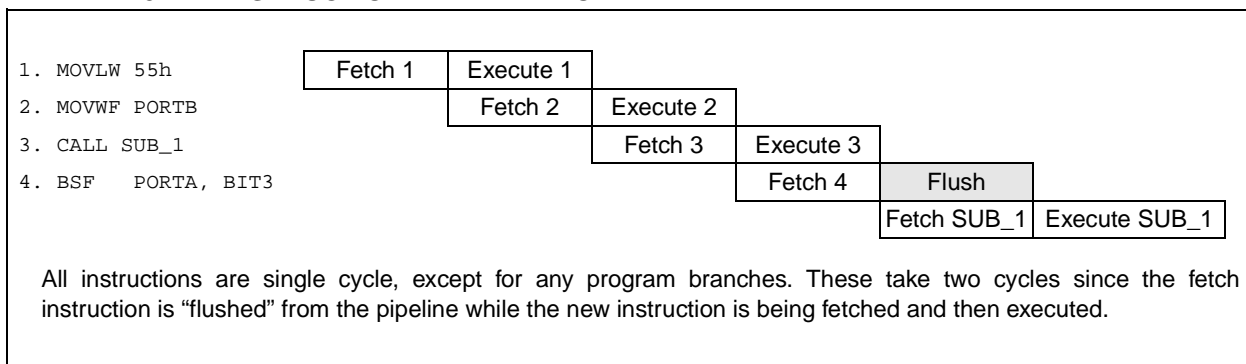 1. MOVLW 55h Fetch 1 Execute 1
2. MOVWF PORTB Fetch 2 Execute 2
3. CALL SUB_1 Fetch 3 Execute 3
4. BSF PORTA, BIT3 Fetch 4 Flush
Fetch SUB_1 Execute SUB_1
All instructions are single cycle, except for any program branches. These take two cycles since the fetch
instruction is “flushed” from the pipeline while the new instruction is being fetched and then executed.